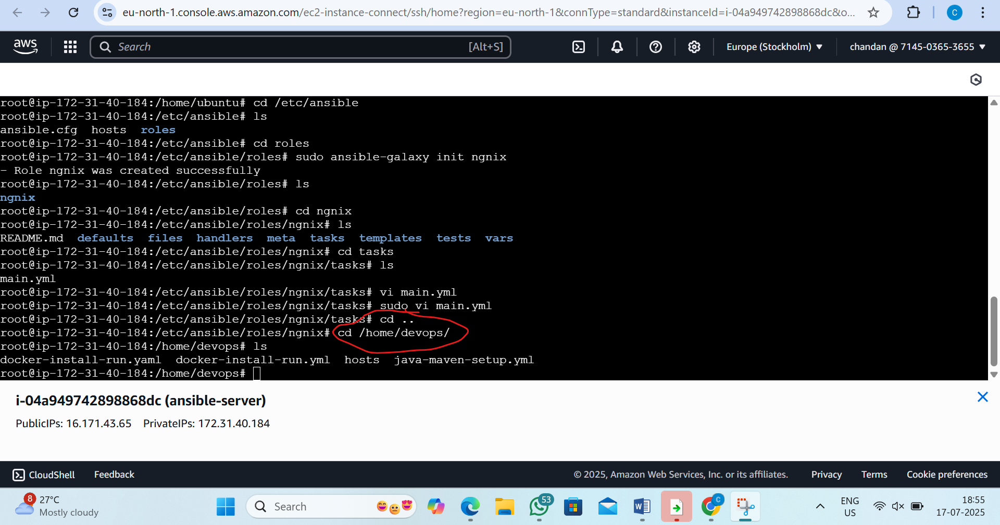 eu-north-1.console.aws.amazon.com/ec2-instance-connect/ssh/home?region=eu-north-1&connType=standard&instanceId=i-04a949742898868dc&o...
C
aws
Search
[Alt+S]
Europe (Stockholm)
chandan @ 7145-0365-3655
root@ip-172-31-40-184:/home/ubuntu# cd /etc/ansible
root@ip-172-31-40-184:/etc/ansible# ls
ansible.cfg  hosts  roles
root@ip-172-31-40-184:/etc/ansible# cd roles
root@ip-172-31-40-184:/etc/ansible/roles# sudo ansible-galaxy init ngnix
- Role ngnix was created successfully
root@ip-172-31-40-184:/etc/ansible/roles# ls
ngnix
root@ip-172-31-40-184:/etc/ansible/roles# cd ngnix
root@ip-172-31-40-184:/etc/ansible/roles/ngnix# ls
README.md  defaults  files  handlers  meta  tasks  templates  tests  vars
root@ip-172-31-40-184:/etc/ansible/roles/ngnix# cd tasks
root@ip-172-31-40-184:/etc/ansible/roles/ngnix/tasks# ls
main.yml
root@ip-172-31-40-184:/etc/ansible/roles/ngnix/tasks# vi main.yml
root@ip-172-31-40-184:/etc/ansible/roles/ngnix/tasks# sudo vi main.yml
root@ip-172-31-40-184:/etc/ansible/roles/ngnix/tasks# cd ..
root@ip-172-31-40-184:/etc/ansible/roles/ngnix# cd /home/devops/
root@ip-172-31-40-184:/home/devops# ls
docker-install-run.yaml  docker-install-run.yml  hosts  java-maven-setup.yml
root@ip-172-31-40-184:/home/devops#
i-04a949742898868dc (ansible-server)
PublicIPs: 16.171.43.65    PrivateIPs: 172.31.40.184
CloudShell
Feedback
© 2025, Amazon Web Services, Inc. or its affiliates.
Privacy
Terms
Cookie preferences
8
27°C
Mostly cloudy
Search
53
W
C
ENG
US
18:55
17-07-2025